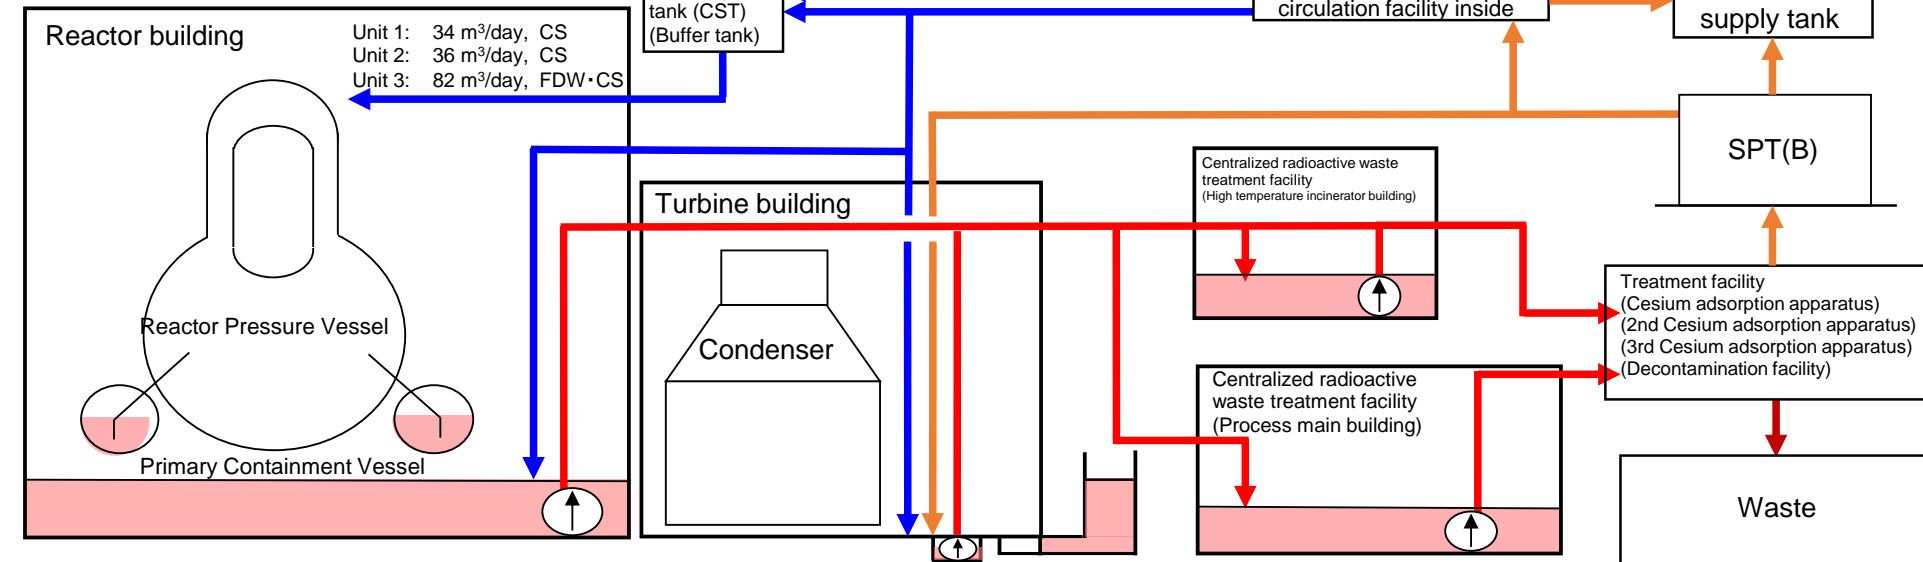 tank (CST)
(Buffer tank)
circulation facility inside
supply tank
Reactor building
Unit 1: 34 m³/day, CS
Unit 2: 36 m³/day, CS
Unit 3: 82 m³/day, FDW・CS
SPT(B)
Centralized radioactive waste
treatment facility
(High temperature incinerator building)
Turbine building
Treatment facility
(Cesium adsorption apparatus)
(2nd Cesium adsorption apparatus)
(3rd Cesium adsorption apparatus)
(Decontamination facility)
Reactor Pressure Vessel
Condenser
Centralized radioactive
waste treatment facility
(Process main building)
Primary Containment Vessel
Waste